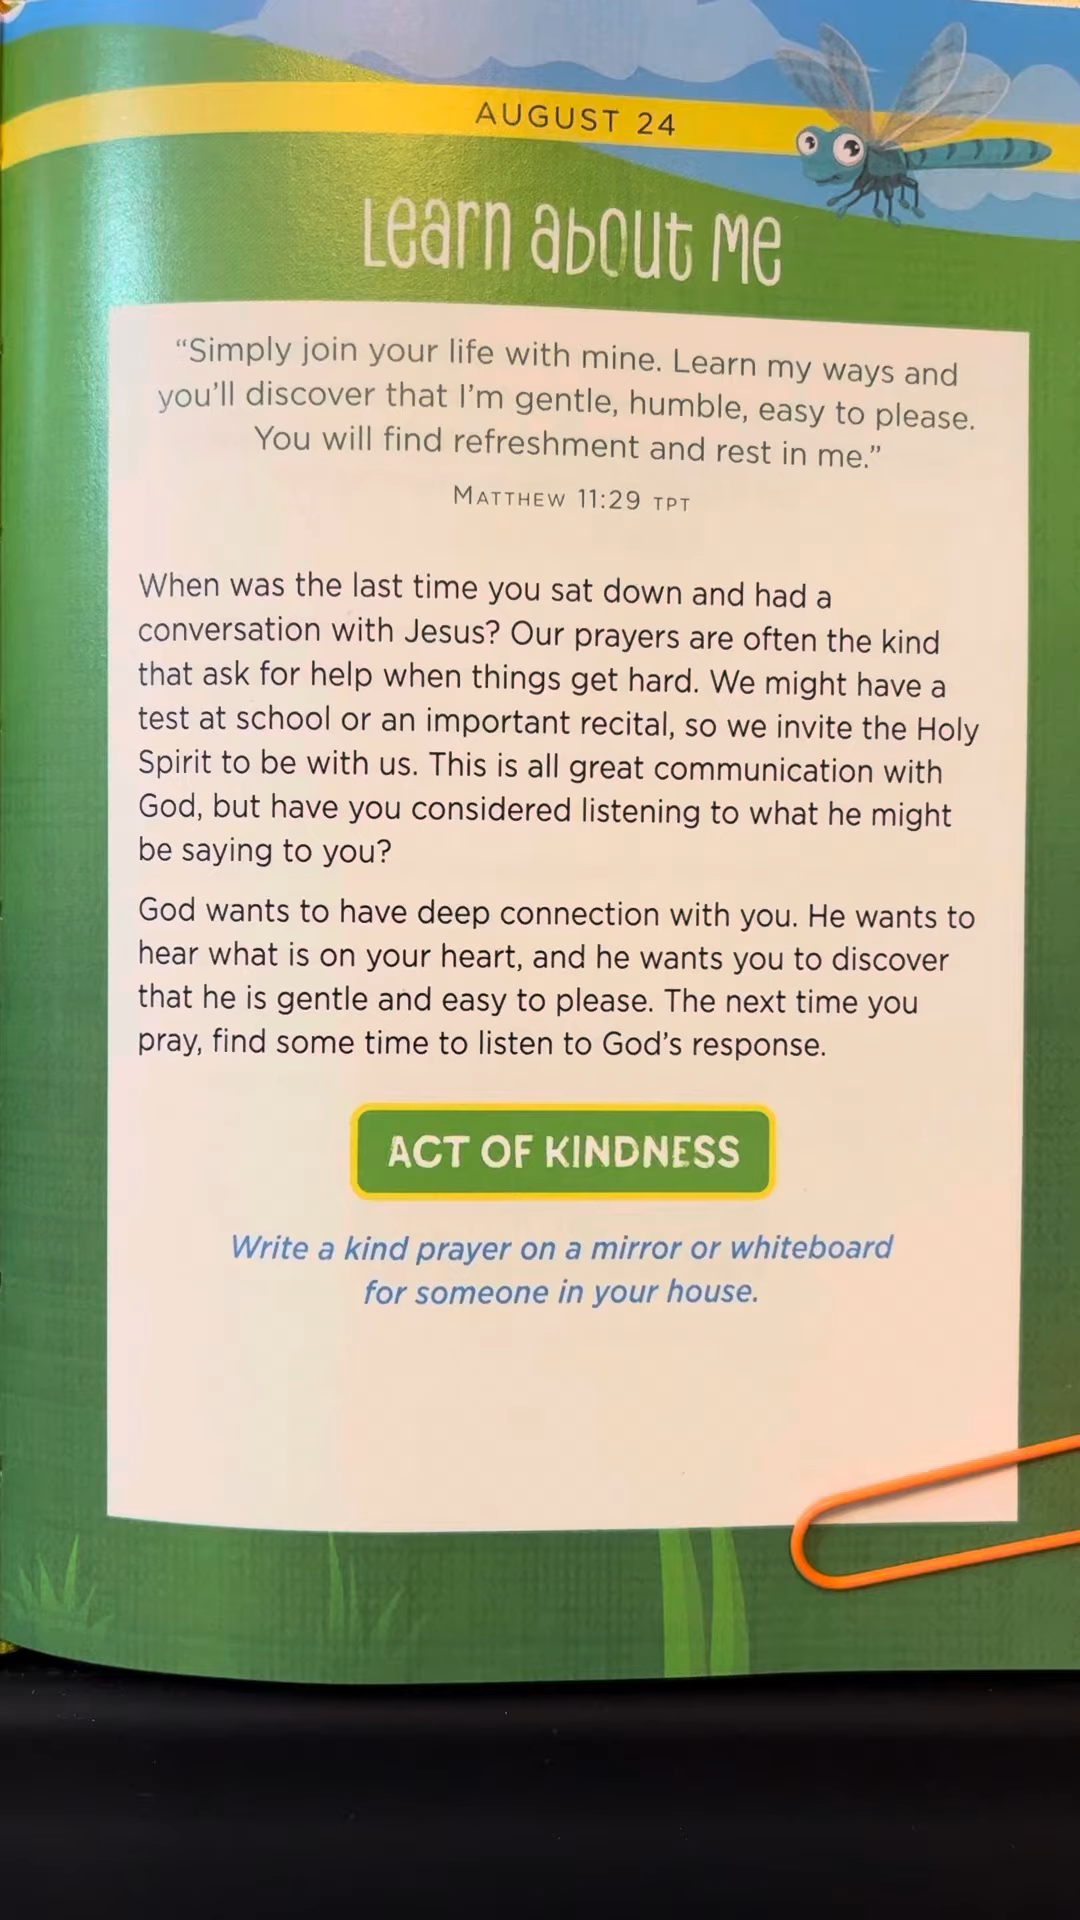 AUGUST 24
Learn about Me
“Simply join your life with mine. Learn my ways and
you’ll discover that I’m gentle, humble, easy to please.
You will find refreshment and rest in me.”
MATTHEW 11:29 TPT
When was the last time you sat down and had a
conversation with Jesus? Our prayers are often the kind
that ask for help when things get hard. We might have a
test at school or an important recital, so we invite the Holy
Spirit to be with us. This is all great communication with
God, but have you considered listening to what he might
be saying to you?
God wants to have deep connection with you. He wants to
hear what is on your heart, and he wants you to discover
that he is gentle and easy to please. The next time you
pray, find some time to listen to God’s response.
ACT OF KINDNESS
Write a kind prayer on a mirror or whiteboard
for someone in your house.